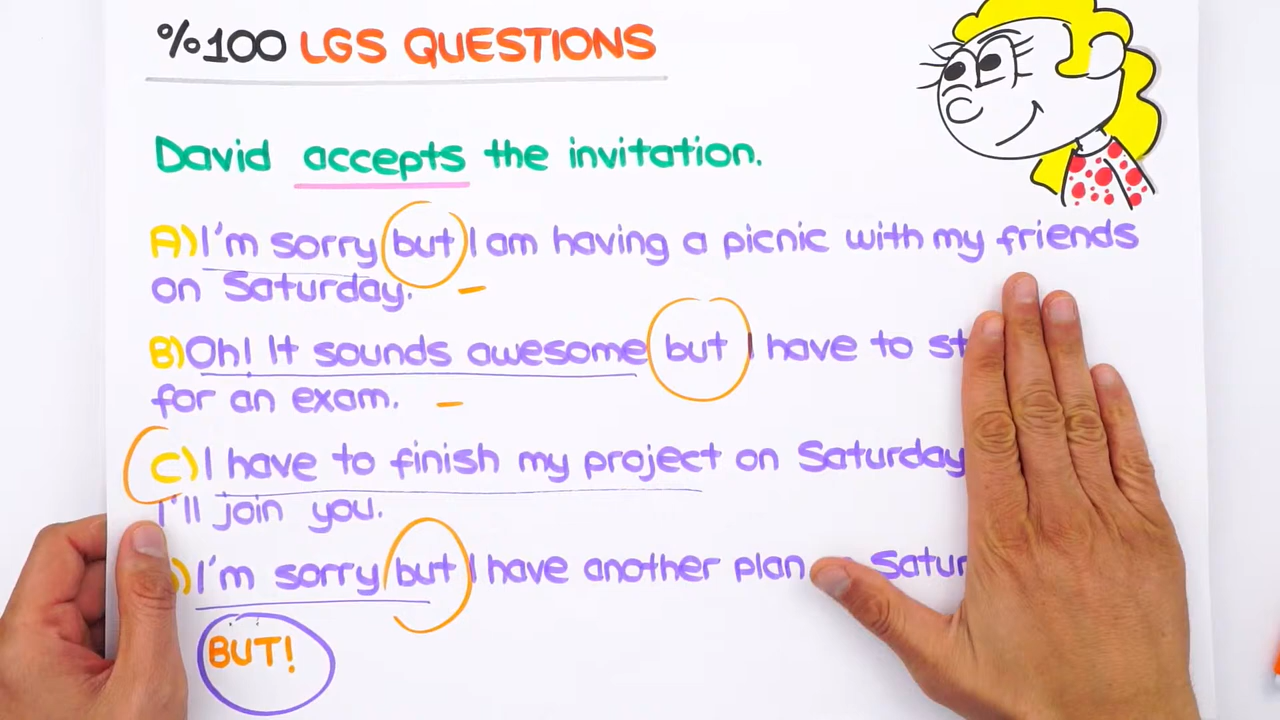 %100 LGS QUESTIONS
David accepts the invitation.
A) I'm sorry but I am having a picnic with my friends
on Saturday.
B) Oh! It sounds awesome but I have to
for an exam.
C) I have to finish my project on Saturday
I'll join you.
I'm sorry but I have another plan
BUT!